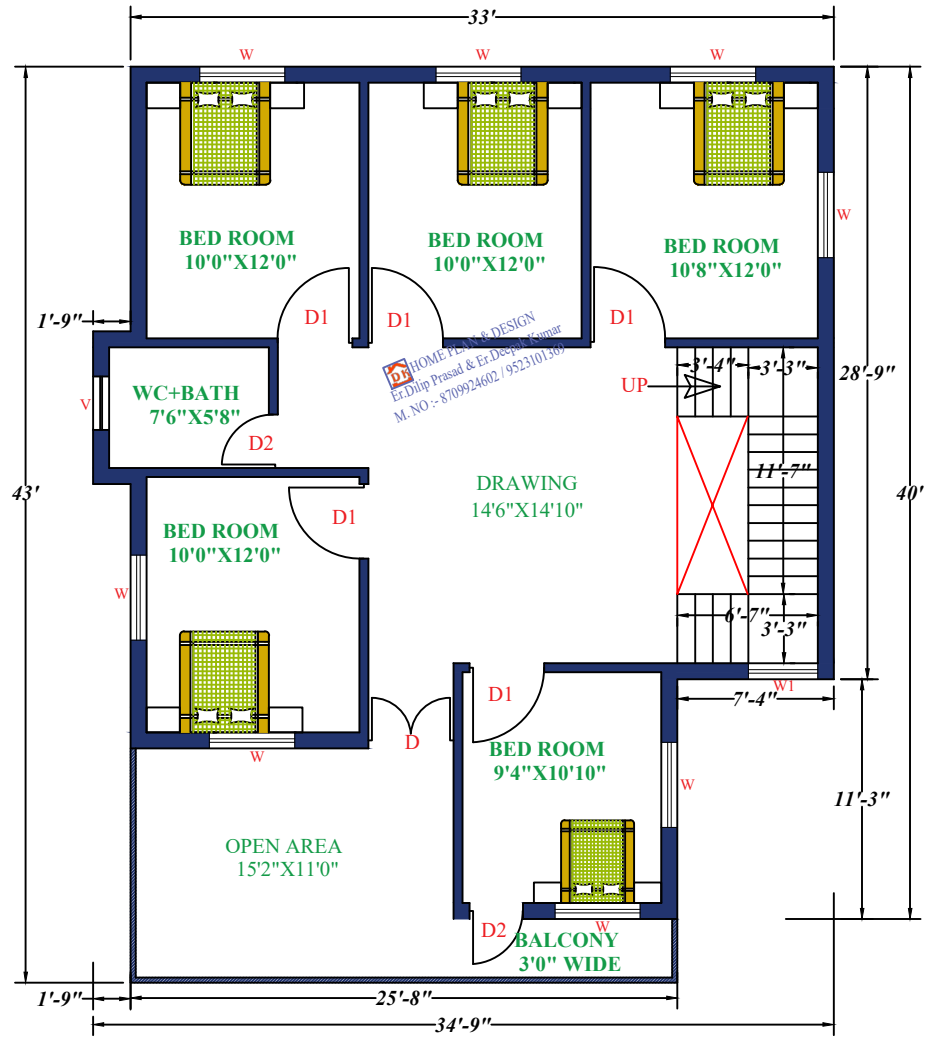 33'
W
W
W
BED ROOM
10'0"X12'0"
BED ROOM
10'0"X12'0"
BED ROOM
10'8"X12'0"
W
D1
D1
D1
1'-9"
HOME PLAN & DESIGN
DK
Er.Dilip Prasad & Er.Deepak Kumar
M. NO :- 8709924602 / 9523101369
3'-4"
3'-3"
UP
28'-9"
WC+BATH
7'6"X5'8"
V
D2
43'
40'
11'-7"
DRAWING
14'6"X14'10"
D1
BED ROOM
10'0"X12'0"
W
6'-7"
3'-3"
W1
7'-4"
D1
D
W
BED ROOM
9'4"X10'10"
W
11'-3"
OPEN AREA
15'2"X11'0"
D2
W
BALCONY
3'0" WIDE
1'-9"
25'-8"
34'-9"